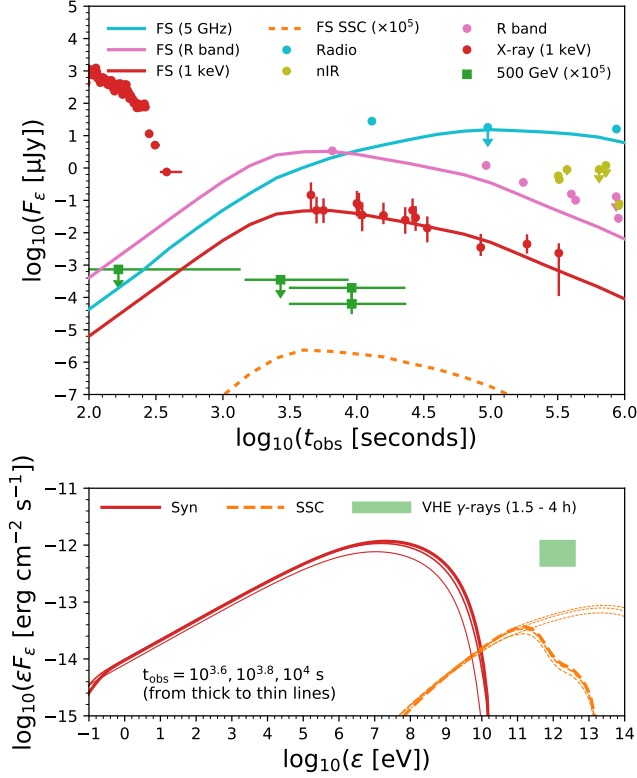 FS (5 GHz)
FS (R band)
FS (1 keV)
FS SSC (×10⁵)
Radio
nIR
R band
X-ray (1 keV)
500 GeV (×10⁵)
log₁₀(Fε [μJy])
5
4
3
2
1
0
−1
−2
−3
−4
−5
−6
−7
2.0 2.5 3.0 3.5 4.0 4.5 5.0 5.5 6.0
log₁₀(t_obs [seconds])
Syn
SSC
VHE γ-rays (1.5 - 4 h)
log₁₀(εFε [erg cm⁻² s⁻¹])
−11
−12
−13
−14
−15
t_obs = 10^3.6, 10^3.8, 10^4 s
(from thick to thin lines)
−1 0 1 2 3 4 5 6 7 8 9 10 11 12 13 14
log₁₀(ε [eV])